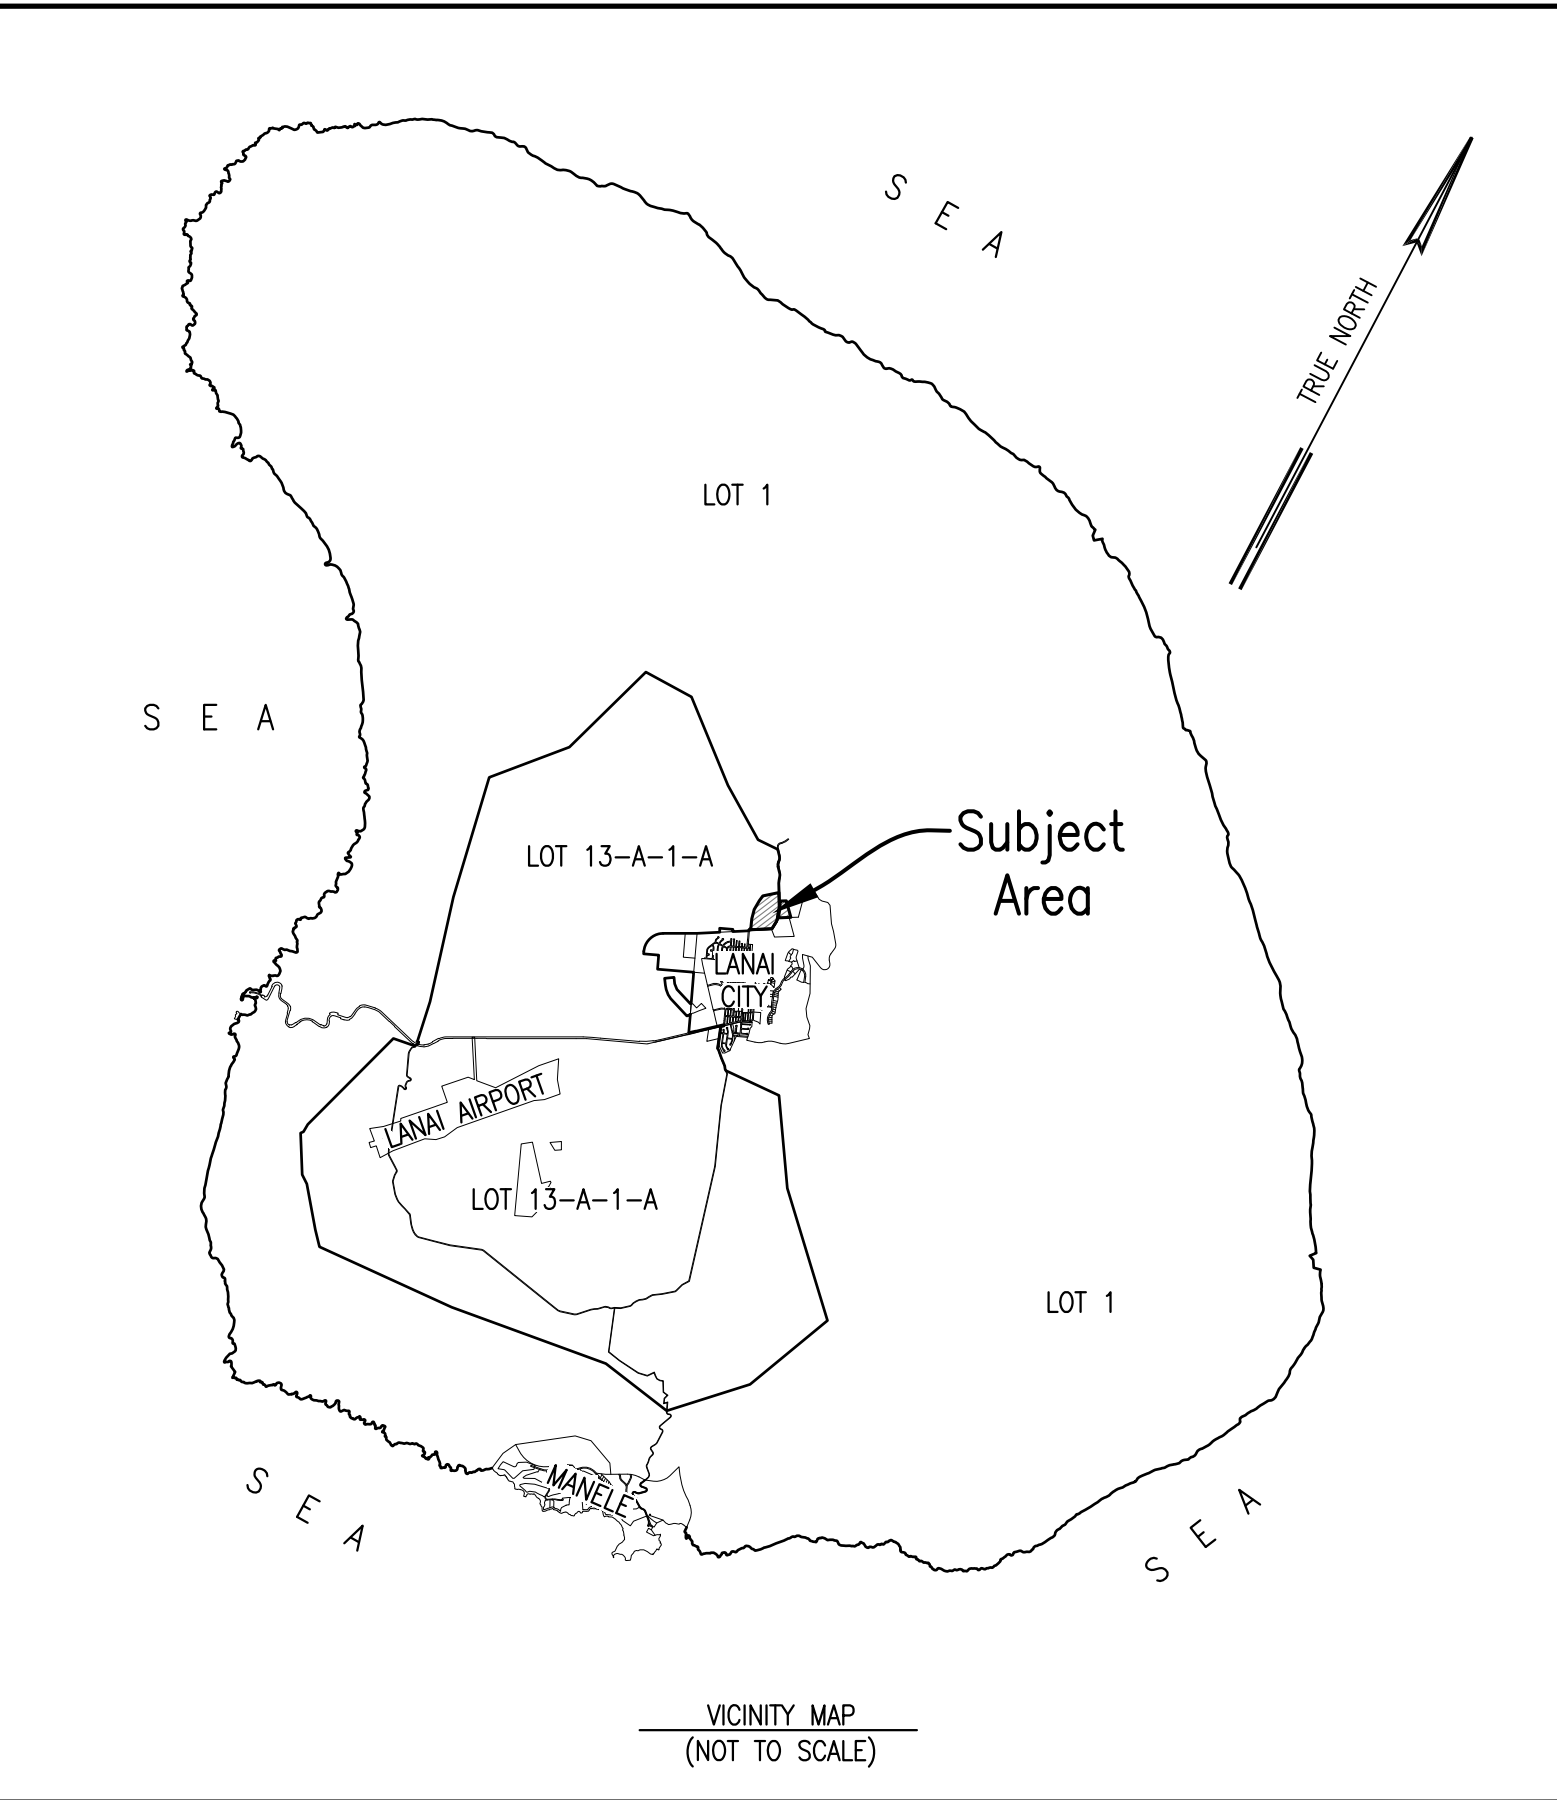 S E A
TRUE NORTH
LOT 1
S E A
Subject
Area
LOT 13-A-1-A
LANAI
CITY
LANAI AIRPORT
LOT 13-A-1-A
LOT 1
MANELE
S E A
S E A
VICINITY MAP
(NOT TO SCALE)